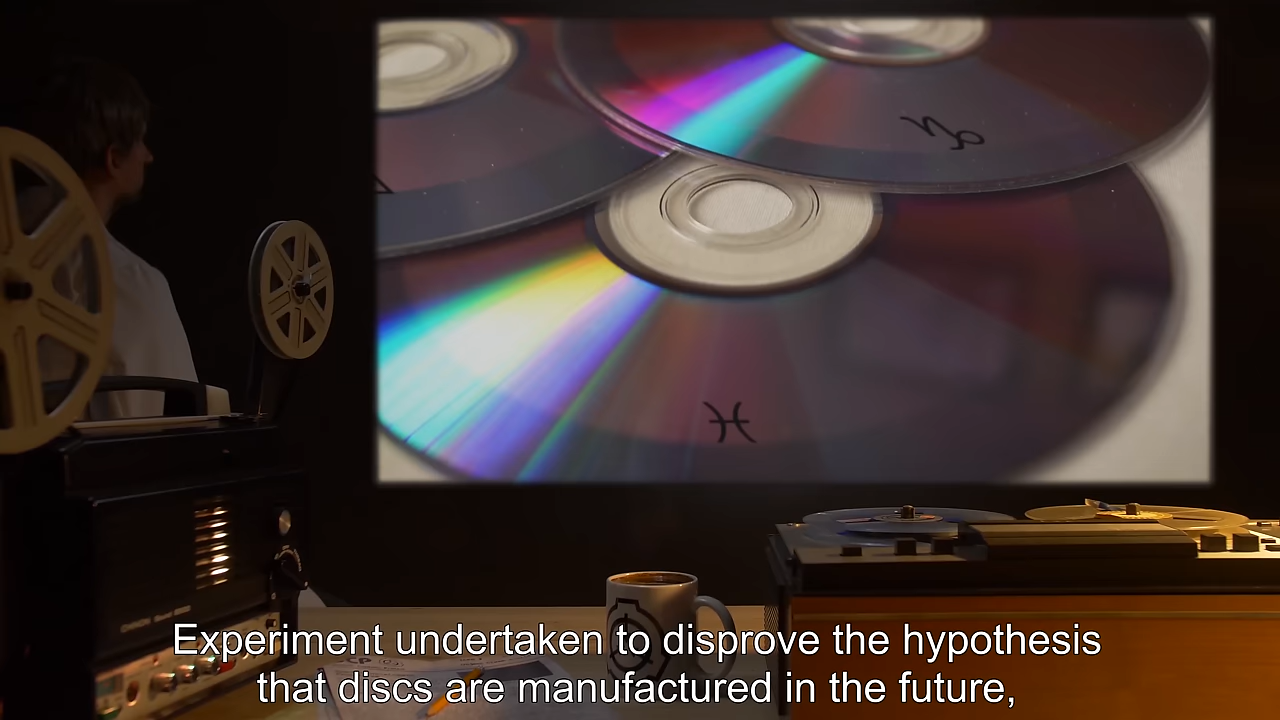 ♑
♓
Experiment undertaken to disprove the hypothesis
that discs are manufactured in the future,